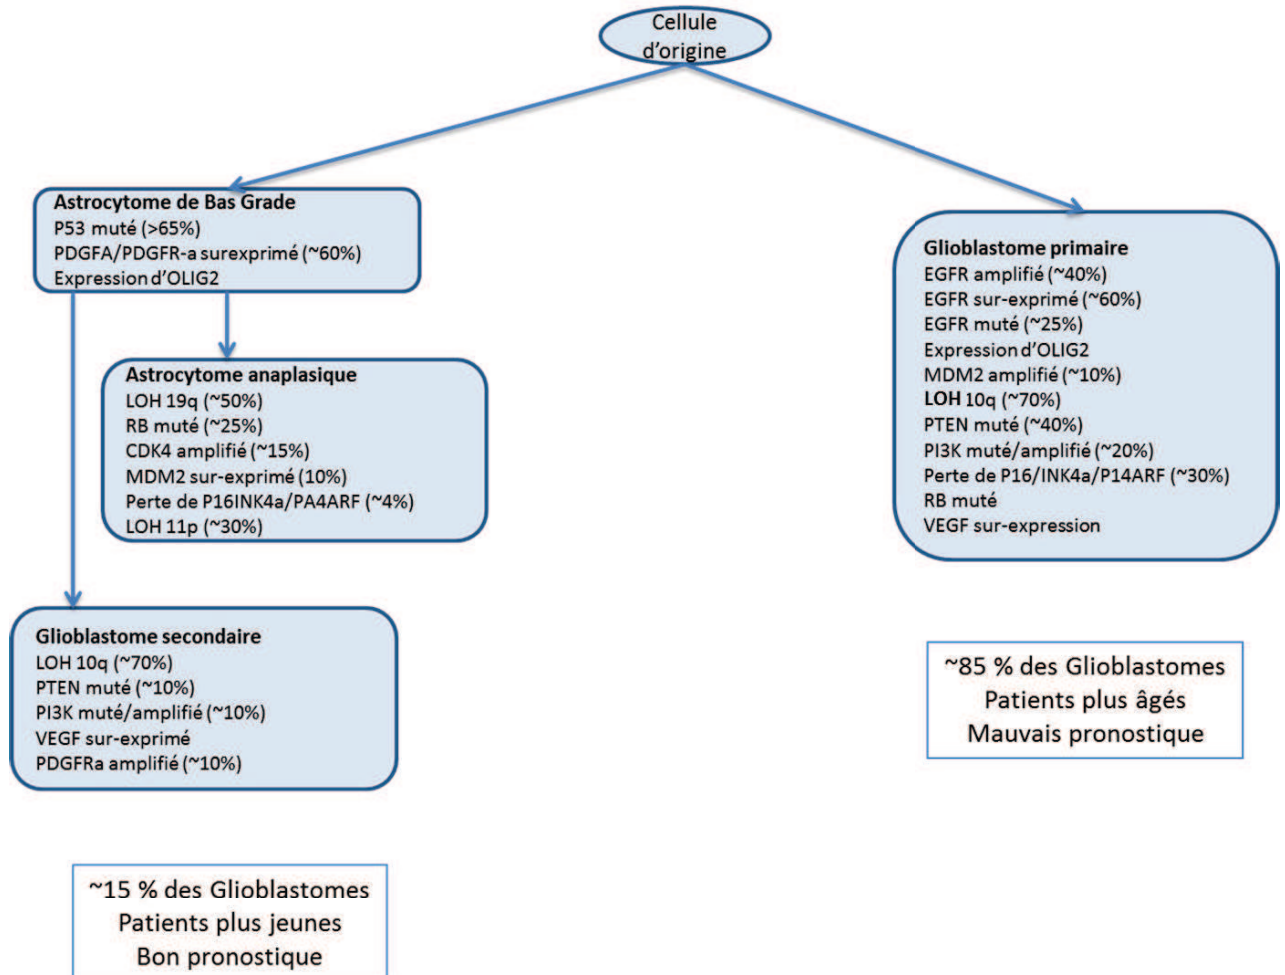 Cellule
d'origine
Astrocytome de Bas Grade
P53 muté (>65%)
PDGFA/PDGFR-a surexprimé (~60%)
Expression d'OLIG2
Astrocytome anaplasique
LOH 19q (~50%)
RB muté (~25%)
CDK4 amplifié (~15%)
MDM2 sur-exprimé (10%)
Perte de P16INK4a/PA4ARF (~4%)
LOH 11p (~30%)
Glioblastome secondaire
LOH 10q (~70%)
PTEN muté (~10%)
PI3K muté/amplifié (~10%)
VEGF sur-exprimé
PDGFRa amplifié (~10%)
~15 % des Glioblastomes
Patients plus jeunes
Bon pronostique
Glioblastome primaire
EGFR amplifié (~40%)
EGFR sur-exprimé (~60%)
EGFR muté (~25%)
Expression d'OLIG2
MDM2 amplifié (~10%)
LOH 10q (~70%)
PTEN muté (~40%)
PI3K muté/amplifié (~20%)
Perte de P16/INK4a/P14ARF (~30%)
RB muté
VEGF sur-expression
~85 % des Glioblastomes
Patients plus âgés
Mauvais pronostique